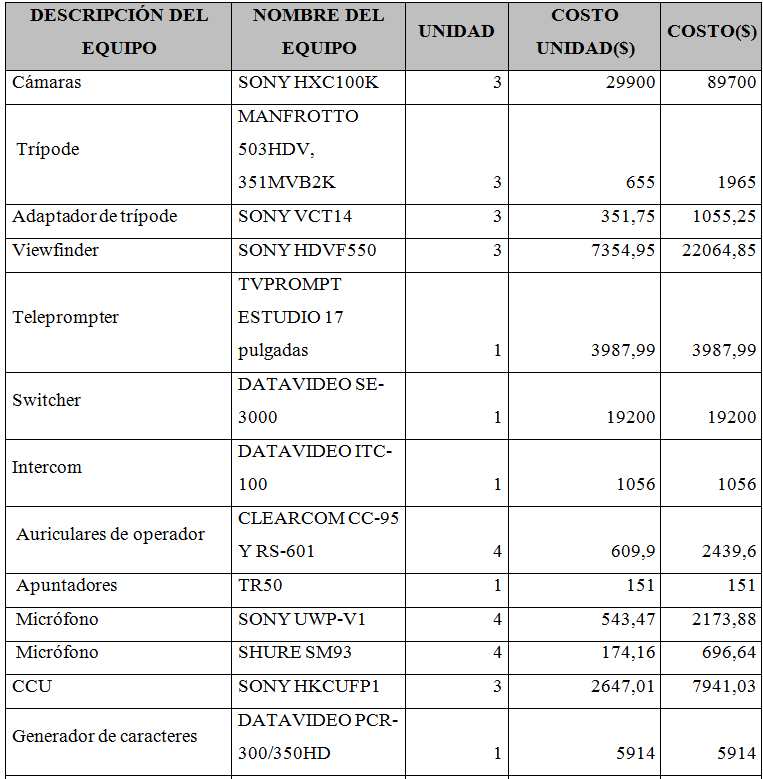 DESCRIPCIÓN DEL EQUIPO NOMBRE DEL EQUIPO UNIDAD COSTO UNIDAD($) COSTO($)
Cámaras SONY HXC100K 3 29900 89700
Trípode MANFROTTO 503HDV, 351MVB2K 3 655 1965
Adaptador de trípode SONY VCT14 3 351,75 1055,25
Viewfinder SONY HDVF550 3 7354,95 22064,85
Teleprompter TVPROMPT ESTUDIO 17 pulgadas 1 3987,99 3987,99
Switcher DATAVIDEO SE-3000 1 19200 19200
Intercom DATAVIDEO ITC-100 1 1056 1056
Auriculares de operador CLEARCOM CC-95 Y RS-601 4 609,9 2439,6
Apuntadores TR50 1 151 151
Micrófono SONY UWP-V1 4 543,47 2173,88
Micrófono SHURE SM93 4 174,16 696,64
CCU SONY HKCUFP1 3 2647,01 7941,03
Generador de caracteres DATAVIDEO PCR-300/350HD 1 5914 5914